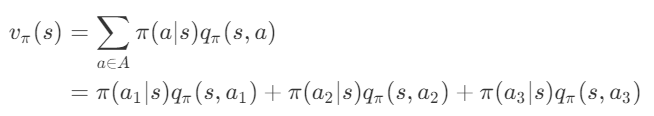 v_π(s) = ∑_{a∈A} π(a|s)q_π(s, a)
= π(a_1|s)q_π(s, a_1) + π(a_2|s)q_π(s, a_2) + π(a_3|s)q_π(s, a_3)